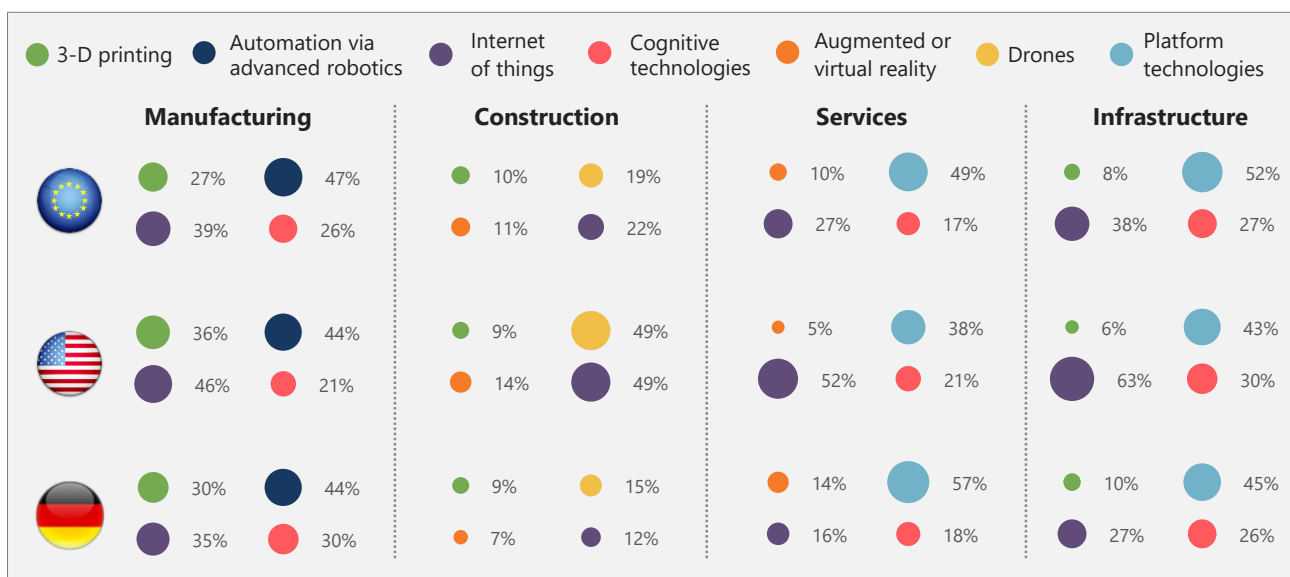 3-D printing
Automation via
advanced robotics
Internet
of things
Cognitive
technologies
Augmented or
virtual reality
Drones
Platform
technologies
Manufacturing Construction Services Infrastructure
27% 47% 10% 19% 10% 49% 8% 52%
39% 26% 11% 22% 27% 17% 38% 27%
36% 44% 9% 49% 5% 38% 6% 43%
46% 21% 14% 49% 52% 21% 63% 30%
30% 44% 9% 15% 14% 57% 10% 45%
35% 30% 7% 12% 16% 18% 27% 26%